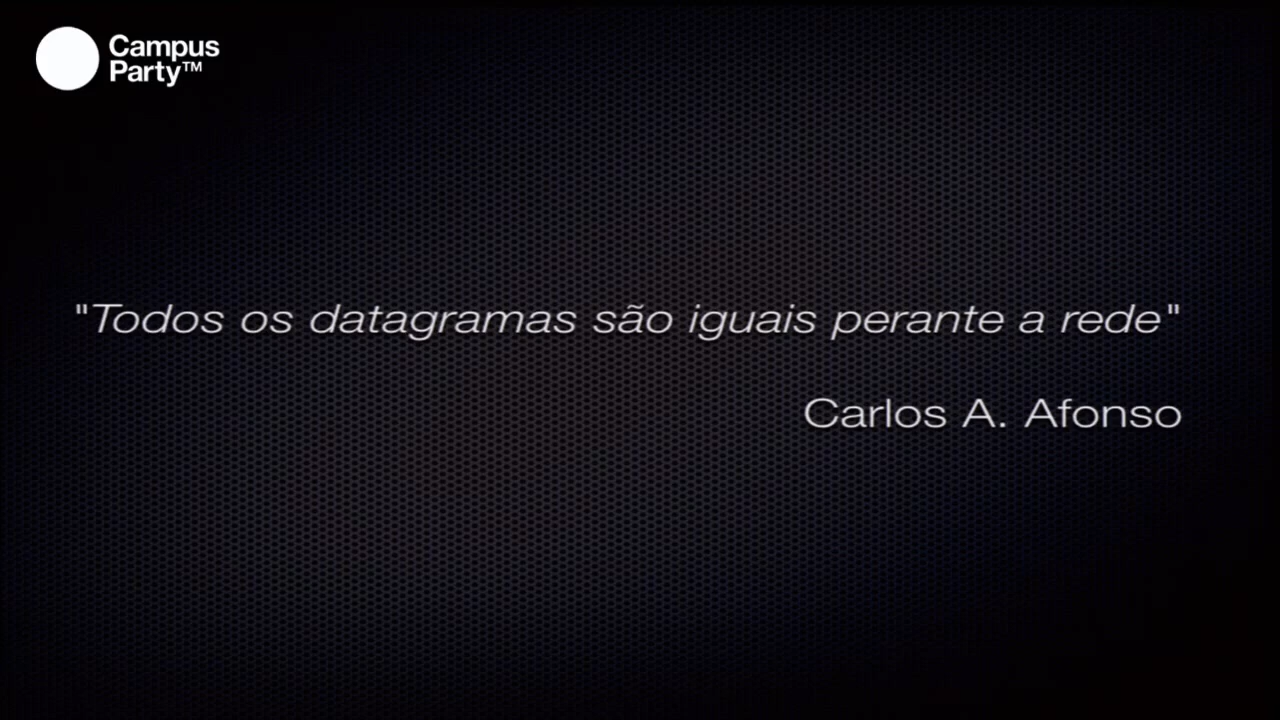 Campus
Party™
"Todos os datagramas são iguais perante a rede"
Carlos A. Afonso